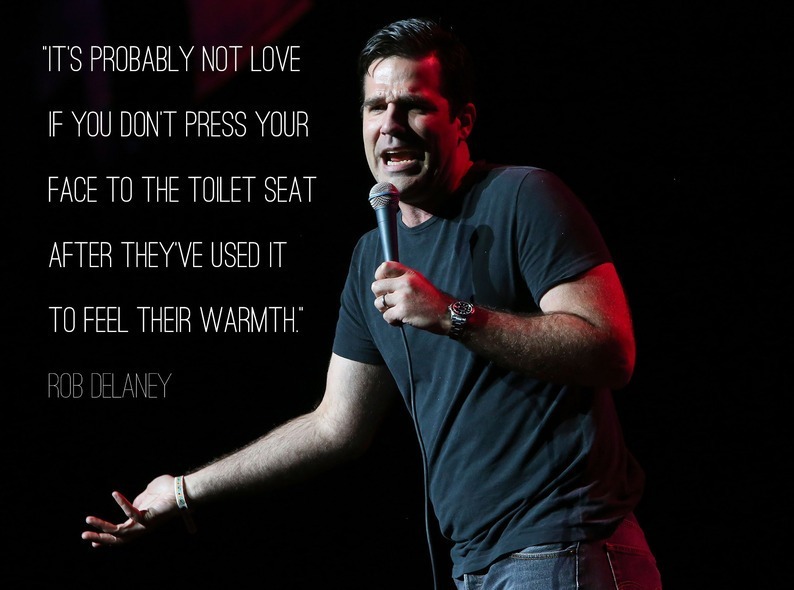 "IT'S PROBABLY NOT LOVE
IF YOU DON'T PRESS YOUR
FACE TO THE TOILET SEAT
AFTER THEY'VE USED IT
TO FEEL THEIR WARMTH."
ROB DELANEY